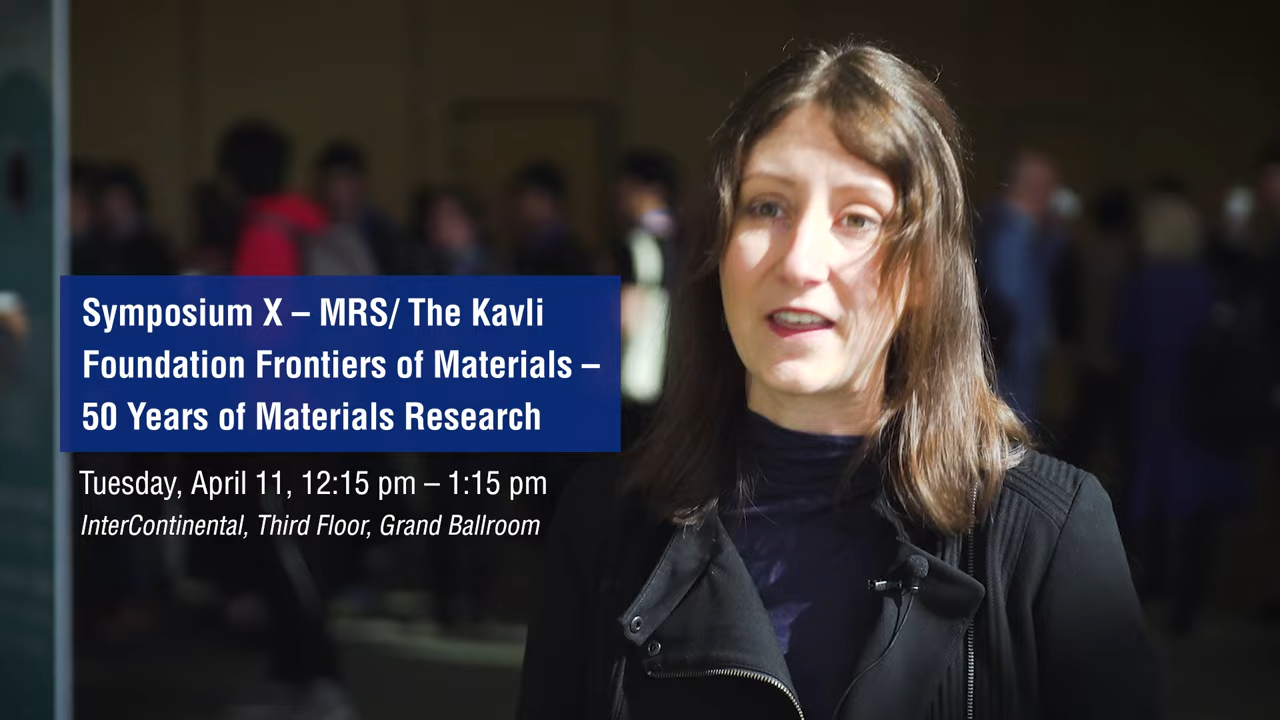 Symposium X – MRS/ The Kavli
Foundation Frontiers of Materials –
50 Years of Materials Research
Tuesday, April 11, 12:15 pm – 1:15 pm
InterContinental, Third Floor, Grand Ballroom